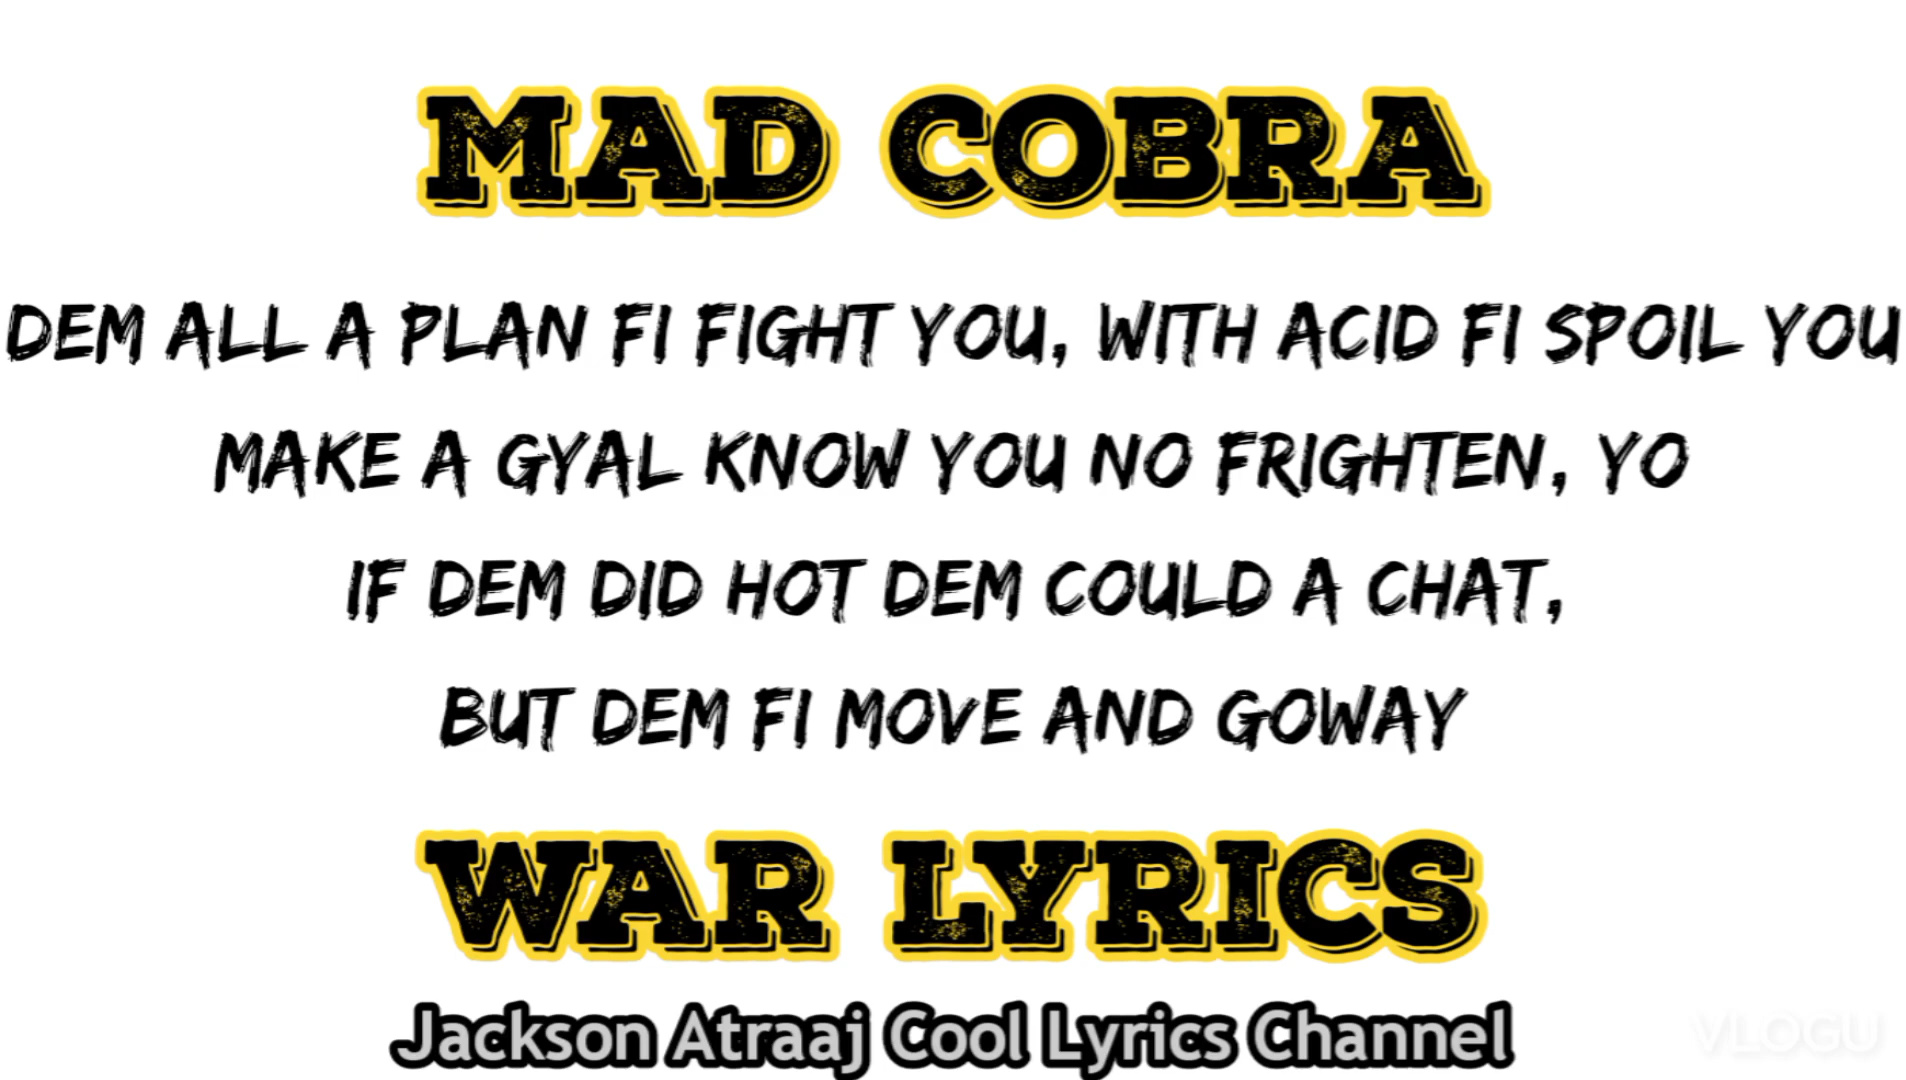 MAD COBRA
DEM ALL A PLAN FI FIGHT YOU, WITH ACID FI SPOIL YOU
MAKE A GYAL KNOW YOU NO FRIGHTEN, YO
IF DEM DID HOT DEM COULD A CHAT,
BUT DEM FI MOVE AND GOWAY
WAR LYRICS
Jackson Atraaj Cool Lyrics Channel
VLOGU